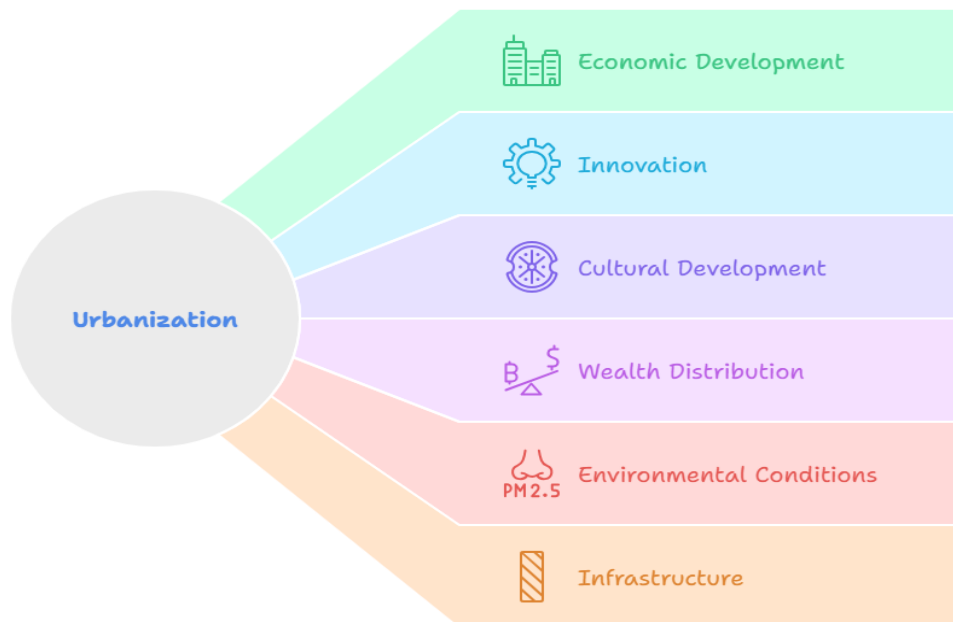 Economic Development
Innovation
Cultural Development
Urbanization
B $
Wealth Distribution
PM2.5
Environmental Conditions
Infrastructure